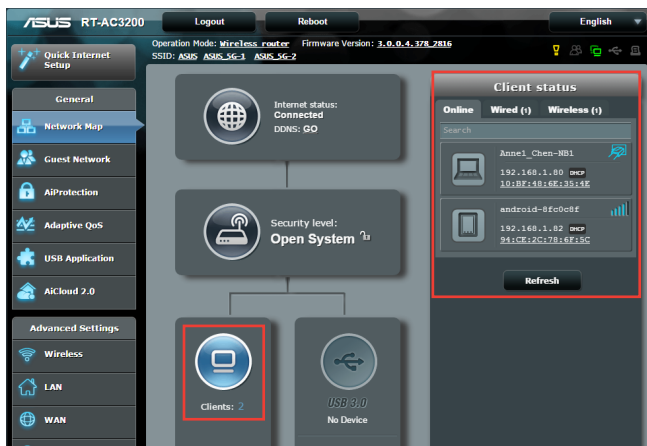 ASUS RT-AC3200
Logout
Reboot
English
Operation Mode: Wireless router Firmware Version: 3.0.0.4.378_2816
SSID: ASUS ASUS_5G-1 ASUS_5G-2
Quick Internet
Setup
General
Network Map
Guest Network
AiProtection
Adaptive QoS
USB Application
AiCloud 2.0
Advanced Settings
Wireless
LAN
WAN
Internet status:
Connected
DDNS: GO
Security level:
Open System
Clients: 2
USB 3.0
No Device
Client status
Online Wired (1) Wireless (1)
Search
Anne1_Chen-NB1
192.168.1.80 DHCP
10:BF:48:6E:35:4E
android-8fc0c8f
192.168.1.82 DHCP
94:CE:2C:78:6F:5C
Refresh